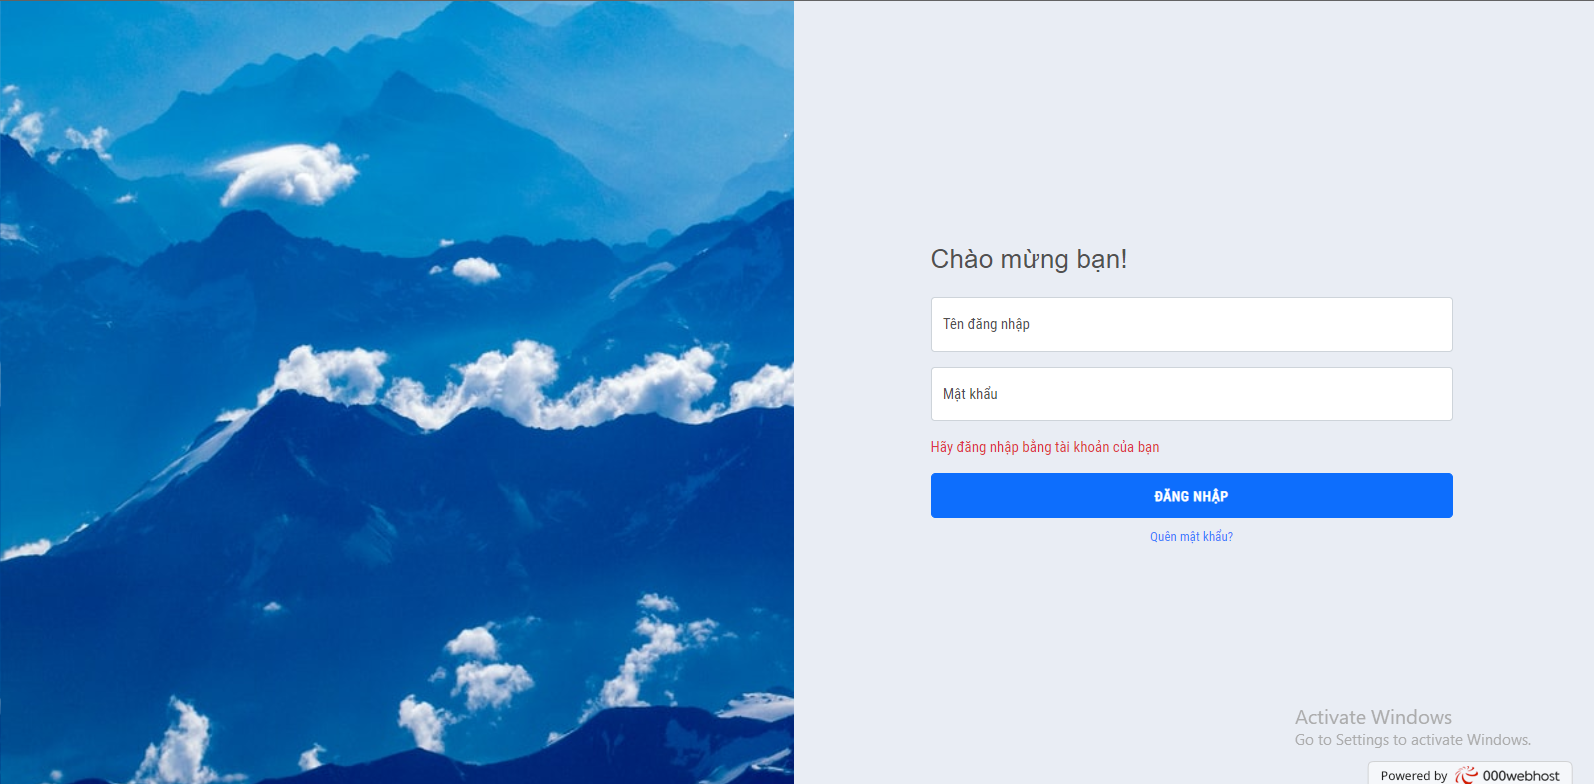 Chào mừng bạn!
Tên đăng nhập
Mật khẩu
Hãy đăng nhập bằng tài khoản của bạn
ĐĂNG NHẬP
Quên mật khẩu?
Activate Windows
Go to Settings to activate Windows.
Powered by 000webhost